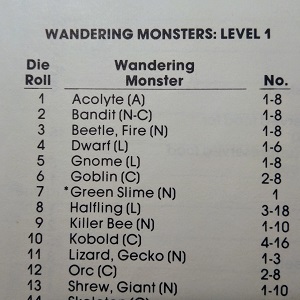 WANDERING MONSTERS: LEVEL 1
Die Wandering
Roll Monster No.
1 Acolyte (A) 1-8
2 Bandit (N-C) 1-8
3 Beetle, Fire (N) 1-8
4 Dwarf (L) 1-6
5 Gnome (L) 1-8
6 Goblin (C) 2-8
7 *Green Slime (N) 1
8 Halfling (L) 3-18
9 Killer Bee (N) 1-10
10 Kobold (C) 4-16
11 Lizard, Gecko (N) 1-3
12 Orc (C) 2-8
13 Shrew, Giant (N) 1-10